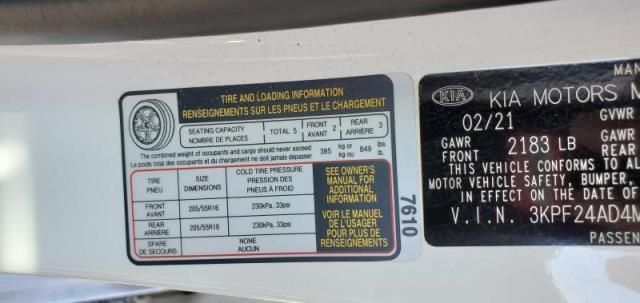 TIRE AND LOADING INFORMATION
RENSEIGNEMENTS SUR LES PNEUS ET LE CHARGEMENT
SEATING CAPACITY
NOMBRE DE PLACES
TOTAL 5
FRONT
AVANT 2
REAR
ARRIÈRE 3
The combined weight of occupants and cargo should never exceed 385 kg or 849 lbs.
Le poids total des occupants et du chargement ne doit jamais dépasser kg ou lb.
TIRE
PNEU
SIZE
DIMENSIONS
COLD TIRE PRESSURE
PRESSION DES
PNEUS À FROID
FRONT
AVANT
205/55R16
230kPa, 33psi
REAR
ARRIÈRE
205/55R16
230kPa, 33psi
SPARE
DE SECOURS
NONE
AUCUN
SEE OWNER'S
MANUAL FOR
ADDITIONAL
INFORMATION
VOIR LE MANUEL
DE L'USAGER
POUR PLUS DE
RENSEIGNEMENTS
7610
MAN
KIA
KIA MOTORS M
02/21
GVWR
GAWR
FRONT
2183 LB
GAWR
REAR
THIS VEHICLE CONFORMS TO AL
MOTOR VEHICLE SAFETY, BUMPER,
IN EFFECT ON THE DATE OF
V.I.N. 3KPF24AD4M
PASSEN